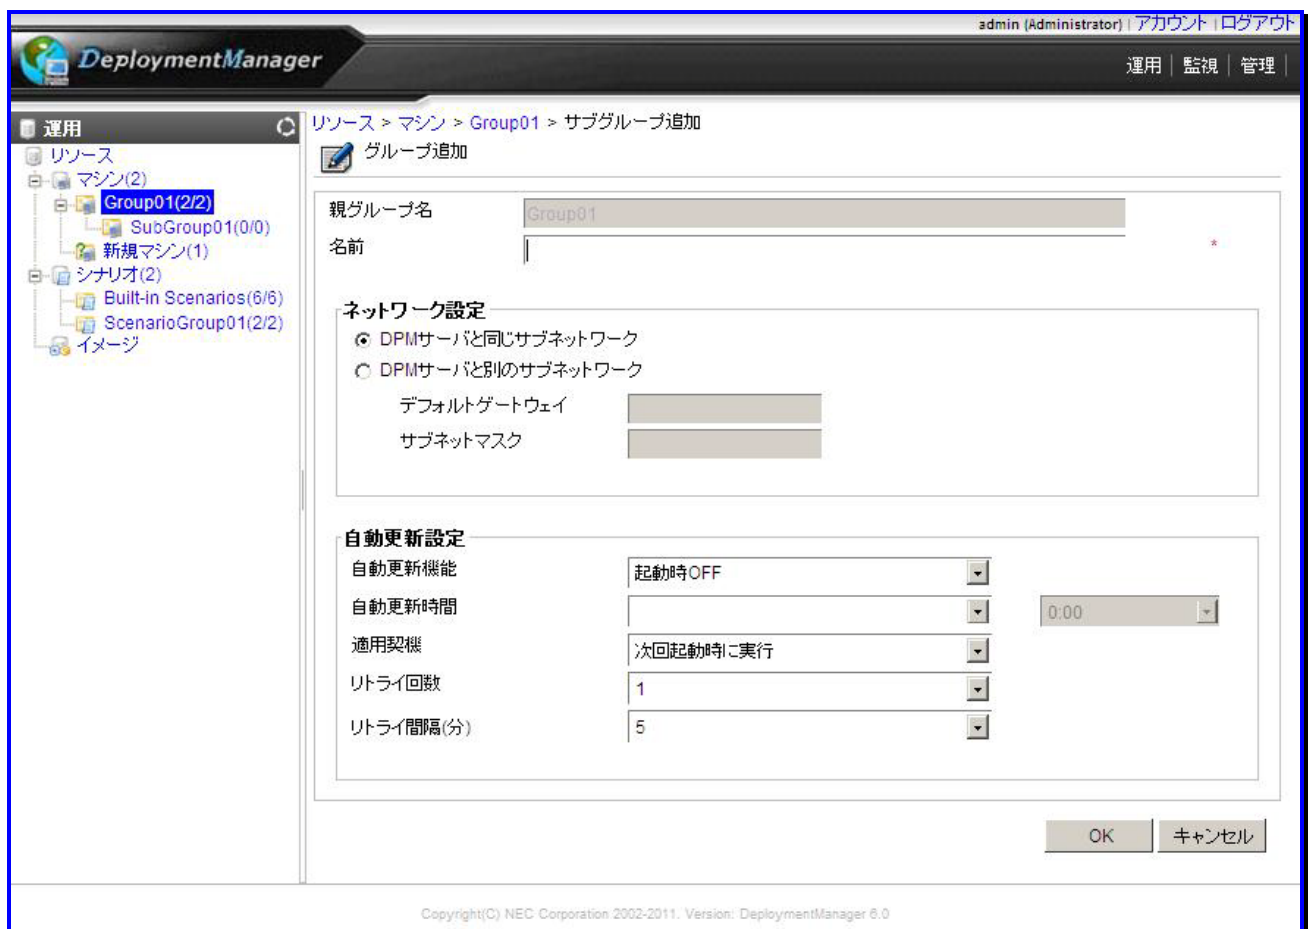 admin (Administrator) | アカウント | ログアウト
DeploymentManager
運用 | 監視 | 管理 |
運用
リソース
マシン(2)
Group01(2/2)
SubGroup01(0/0)
新規マシン(1)
シナリオ(2)
Built-in Scenarios(6/6)
ScenarioGroup01(2/2)
イメージ
リソース > マシン > Group01 > サブグループ追加
グループ追加
親グループ名 Group01
名前 *
ネットワーク設定
DPMサーバと同じサブネットワーク
DPMサーバと別のサブネットワーク
デフォルトゲートウェイ
サブネットマスク
自動更新設定
自動更新機能 起動時OFF
自動更新時間 0:00
適用契機 次回起動時に実行
リトライ回数 1
リトライ間隔(分) 5
OK キャンセル
Copyright(C) NEC Corporation 2002-2011. Version: DeploymentManager 6.0